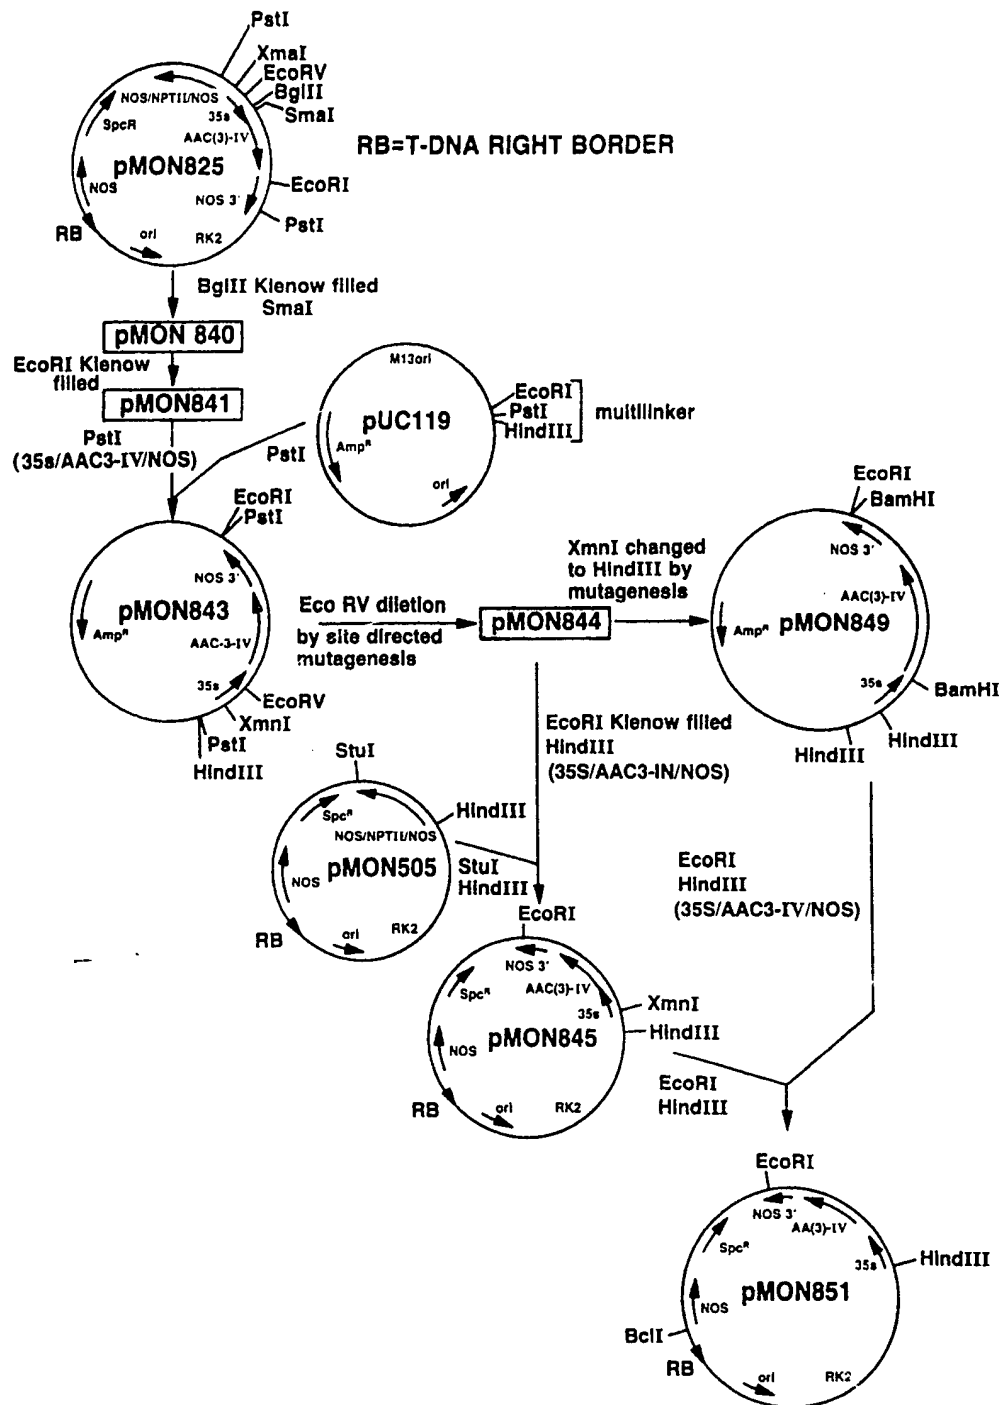 PstI
XmaI
EcoRV
BglII
SmaI
NOS/NPTII/NOS
35s
SpcR
AAC(3)-IV
pMON825
RB=T-DNA RIGHT BORDER
EcoRI
NOS
NOS 3'
PstI
RB
ori
RK2
BglII Klenow filled
SmaI
pMON 840
EcoRI Klenow
filled
pMON841
PstI
(35s/AAC3-IV/NOS)
M13ori
pUC119
EcoRI
PstI
HindIII
multilinker
AmpR
ori
PstI
EcoRI
PstI
NOS 3'
pMON843
AmpR
AAC-3-IV
35s
EcoRV
XmnI
PstI
HindIII
Eco RV diletion
by site directed
mutagenesis
pMON844
XmnI changed
to HindIII by
mutagenesis
EcoRI
BamHI
NOS 3'
AAC(3)-IV
AmpR
pMON849
35s
BamHI
HindIII
HindIII
EcoRI Klenow filled
HindIII
(35S/AAC3-IN/NOS)
StuI
SpcR
HindIII
NOS/NPTII/NOS
pMON505
NOS
RB
ori
RK2
StuI
HindIII
EcoRI
HindIII
(35S/AAC3-IV/NOS)
EcoRI
NOS 3'
SpcR
AAC(3)-IV
35s
XmnI
HindIII
pMON845
NOS
RB
ori
RK2
EcoRI
HindIII
EcoRI
NOS 3'
AA(3)-IV
SpcR
35s
HindIII
pMON851
NOS
BclI
RB
ori
RK2